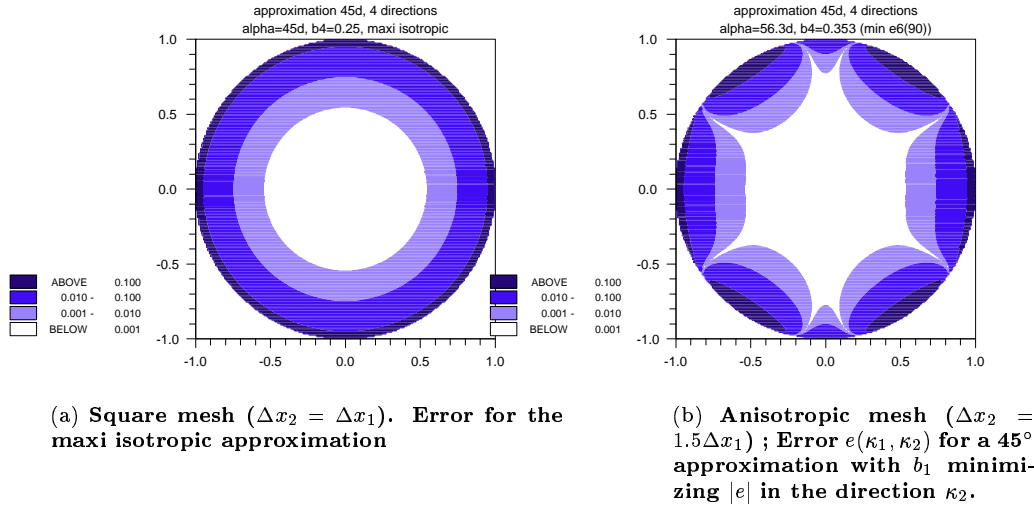 approximation 45d, 4 directions
alpha=45d, b4=0.25, maxi isotropic
1.0
0.5
0.0
-0.5
-1.0
-1.0 -0.5 0.0 0.5 1.0
ABOVE 0.100
0.010 - 0.100
0.001 - 0.010
BELOW 0.001
(a) Square mesh (Δx₂ = Δx₁). Error for the
maxi isotropic approximation
approximation 45d, 4 directions
alpha=56.3d, b4=0.353 (min e6(90))
1.0
0.5
0.0
-0.5
-1.0
-1.0 -0.5 0.0 0.5 1.0
ABOVE 0.100
0.010 - 0.100
0.001 - 0.010
BELOW 0.001
(b) Anisotropic mesh (Δx₂ =
1.5Δx₁) ; Error e(κ₁, κ₂) for a 45°
approximation with b₁ minimi-
zing |e| in the direction κ₂.